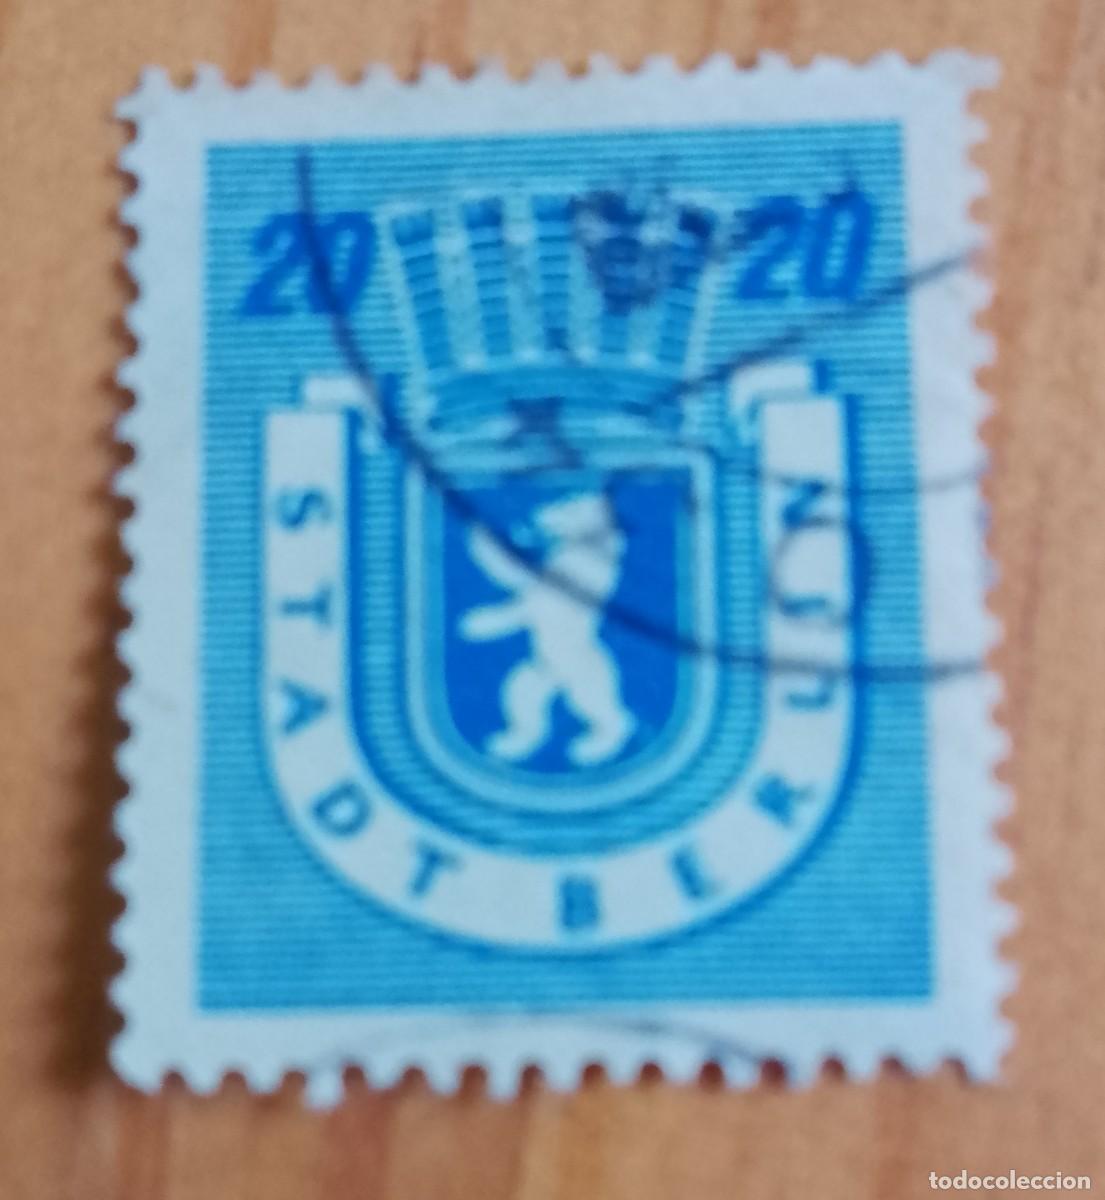 20 20
STADT BERLIN
todocoleccion